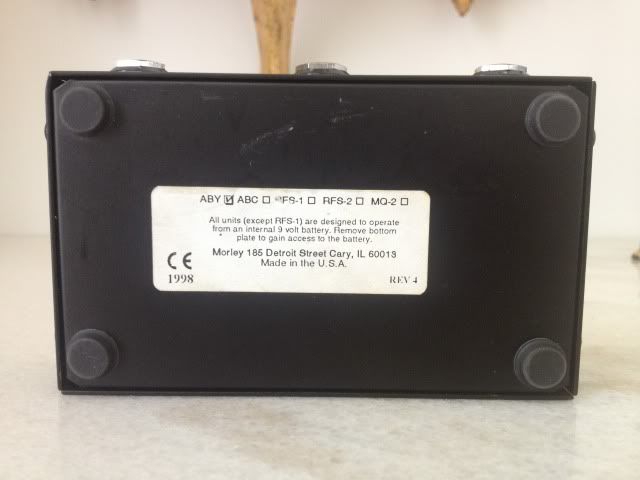 ABY ☑ ABC ☐ RFS-1 ☐ RFS-2 ☐ MQ-2 ☐
All units (except RFS-1) are designed to operate
from an internal 9 volt battery. Remove bottom
plate to gain access to the battery.
Morley 185 Detroit Street Cary, IL 60013
Made in the U.S.A.
CE
1998 REV 4